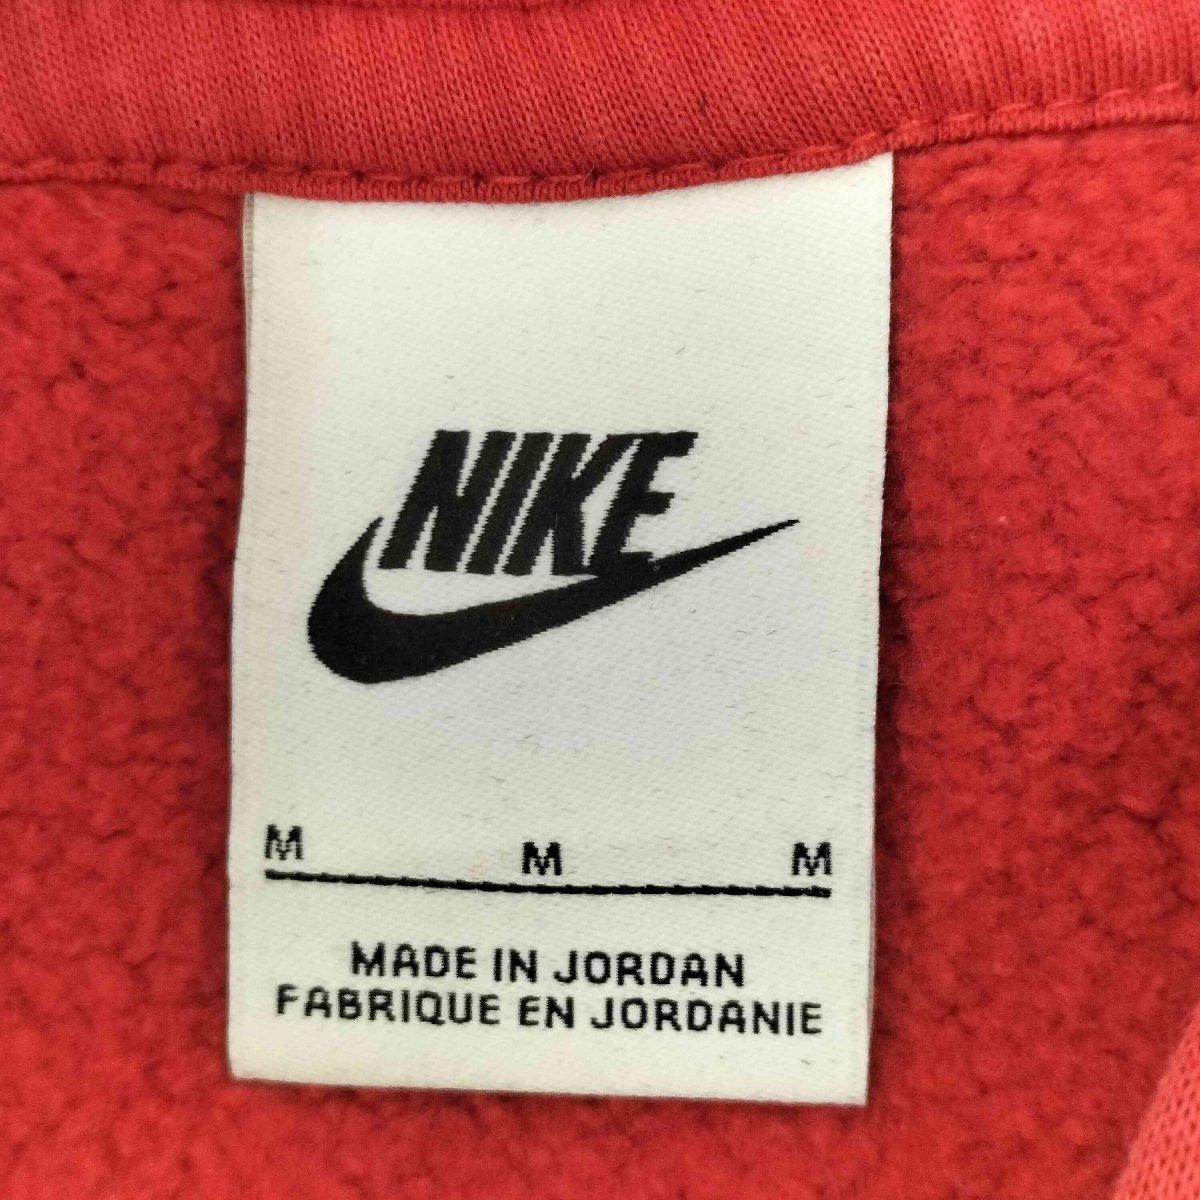 NIKE
M M M
MADE IN JORDAN
FABRIQUE EN JORDANIE